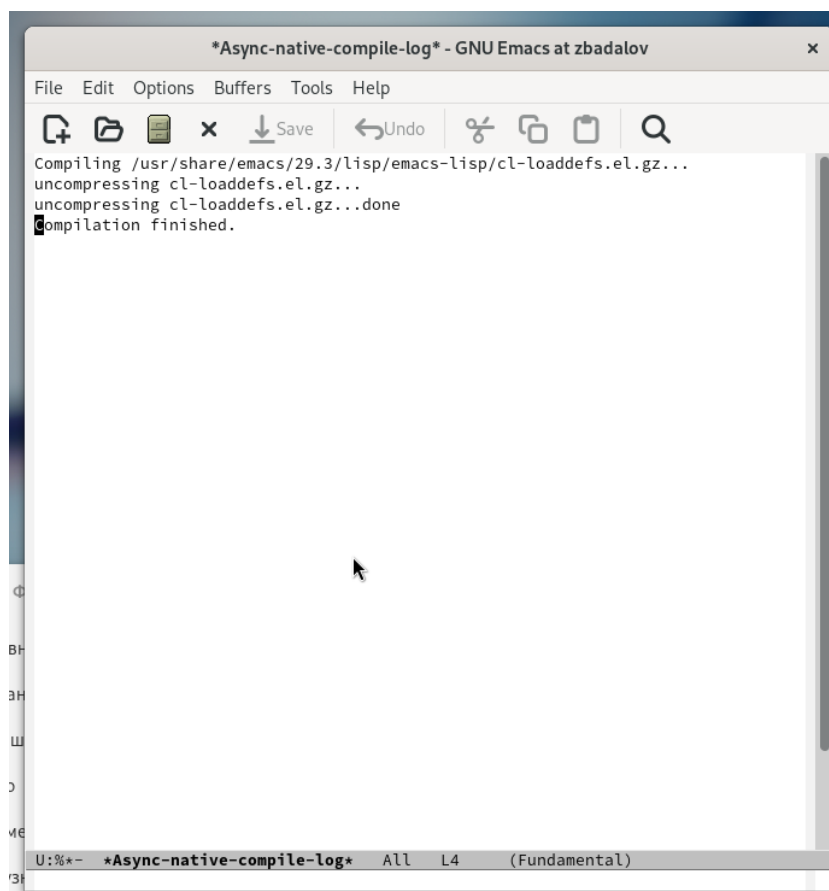 *Async-native-compile-log* - GNU Emacs at zbadalov
File Edit Options Buffers Tools Help
Save Undo
Compiling /usr/share/emacs/29.3/lisp/emacs-lisp/cl-loaddefs.el.gz...
uncompressing cl-loaddefs.el.gz...
uncompressing cl-loaddefs.el.gz...done
Compilation finished.
U:%*- *Async-native-compile-log* All L4 (Fundamental)